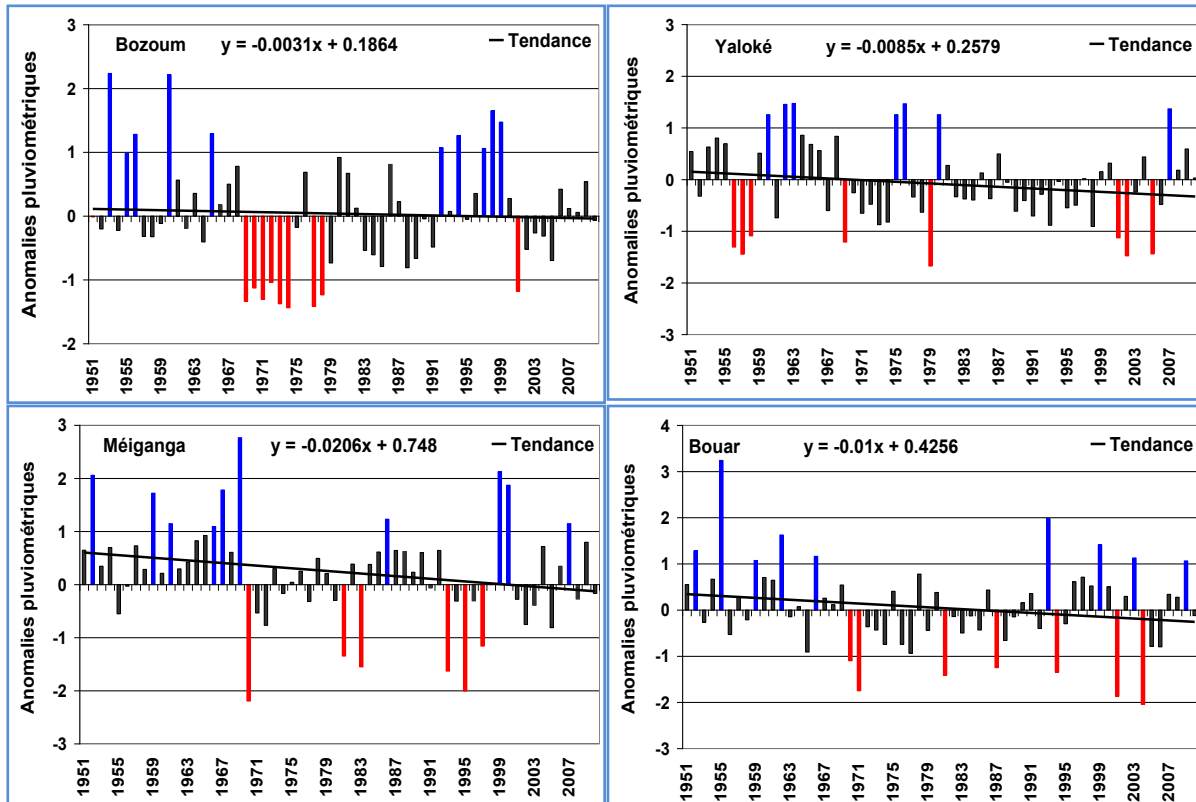 Bozoum y = -0.0031x + 0.1864 Tendance
Anomalies pluviométriques
3
2
1
0
-1
-2
1951 1955 1959 1963 1967 1971 1975 1979 1983 1987 1991 1995 1999 2003 2007
Yaloké y = -0.0085x + 0.2579 Tendance
Anomalies pluviométriques
3
2
1
0
-1
-2
-3
1951 1955 1959 1963 1967 1971 1975 1979 1983 1987 1991 1995 1999 2003 2007
Méiganga y = -0.0206x + 0.748 Tendance
Anomalies pluviométriques
3
2
1
0
-1
-2
-3
1951 1955 1959 1963 1967 1971 1975 1979 1983 1987 1991 1995 1999 2003 2007
Bouar y = -0.01x + 0.4256 Tendance
Anomalies pluviométriques
4
3
2
1
0
-1
-2
-3
1951 1955 1959 1963 1967 1971 1975 1979 1983 1987 1991 1995 1999 2003 2007